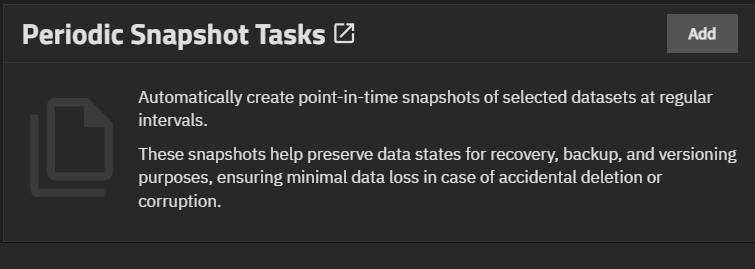 Periodic Snapshot Tasks
Add
Automatically create point-in-time snapshots of selected datasets at regular
intervals.
These snapshots help preserve data states for recovery, backup, and versioning
purposes, ensuring minimal data loss in case of accidental deletion or
corruption.